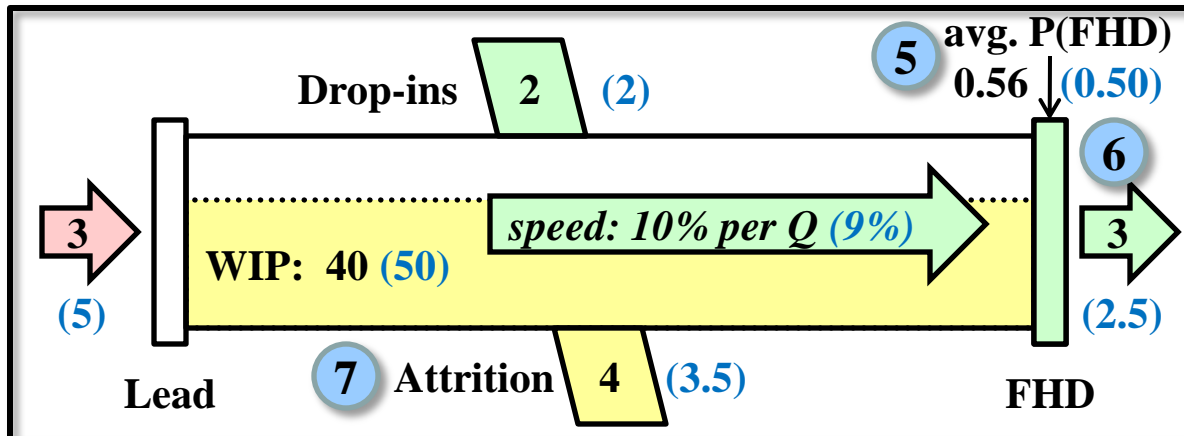 5 avg. P(FHD)
0.56 (0.50)
Drop-ins 2 (2)
6
3
speed: 10% per Q (9%)
3
WIP: 40 (50)
(5)
(2.5)
7 Attrition 4 (3.5)
Lead
FHD